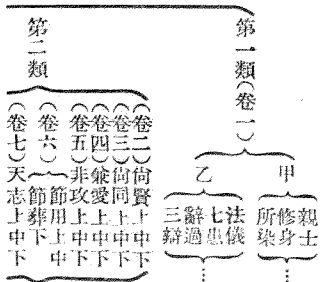 第一類（卷一）
甲
親士
修身
所染
…
乙
法儀
七患
辭過
三辯
…
第二類
（卷二）尙賢上中下
（卷三）尙同上中下
（卷四）兼愛上中下
（卷五）非攻上中下
（卷六）
節用上中
節葬下
（卷七）天志上中下